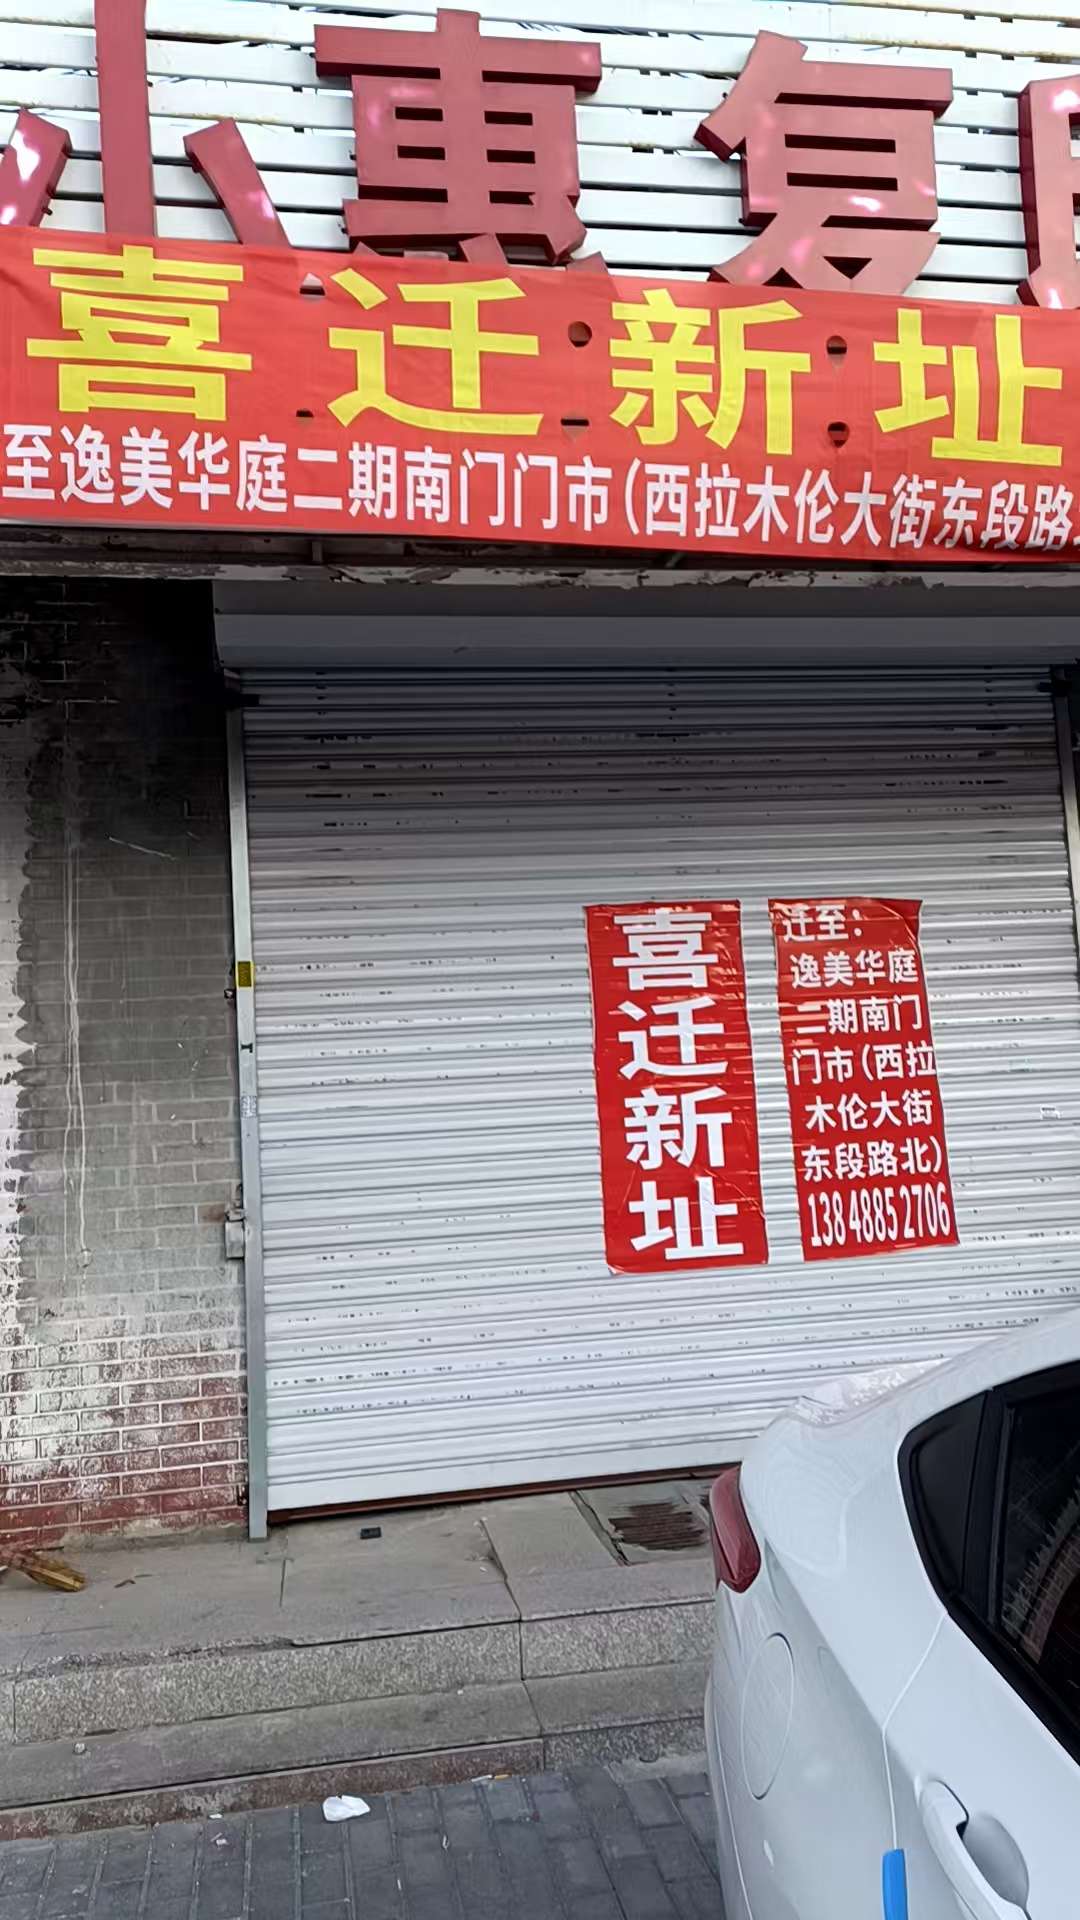 小惠复印
喜迁新址
至逸美华庭二期南门门市(西拉木伦大街东段路
喜
迁
新
址
迁至:
逸美华庭
二期南门
门市(西拉
木伦大街
东段路北)
13848852706